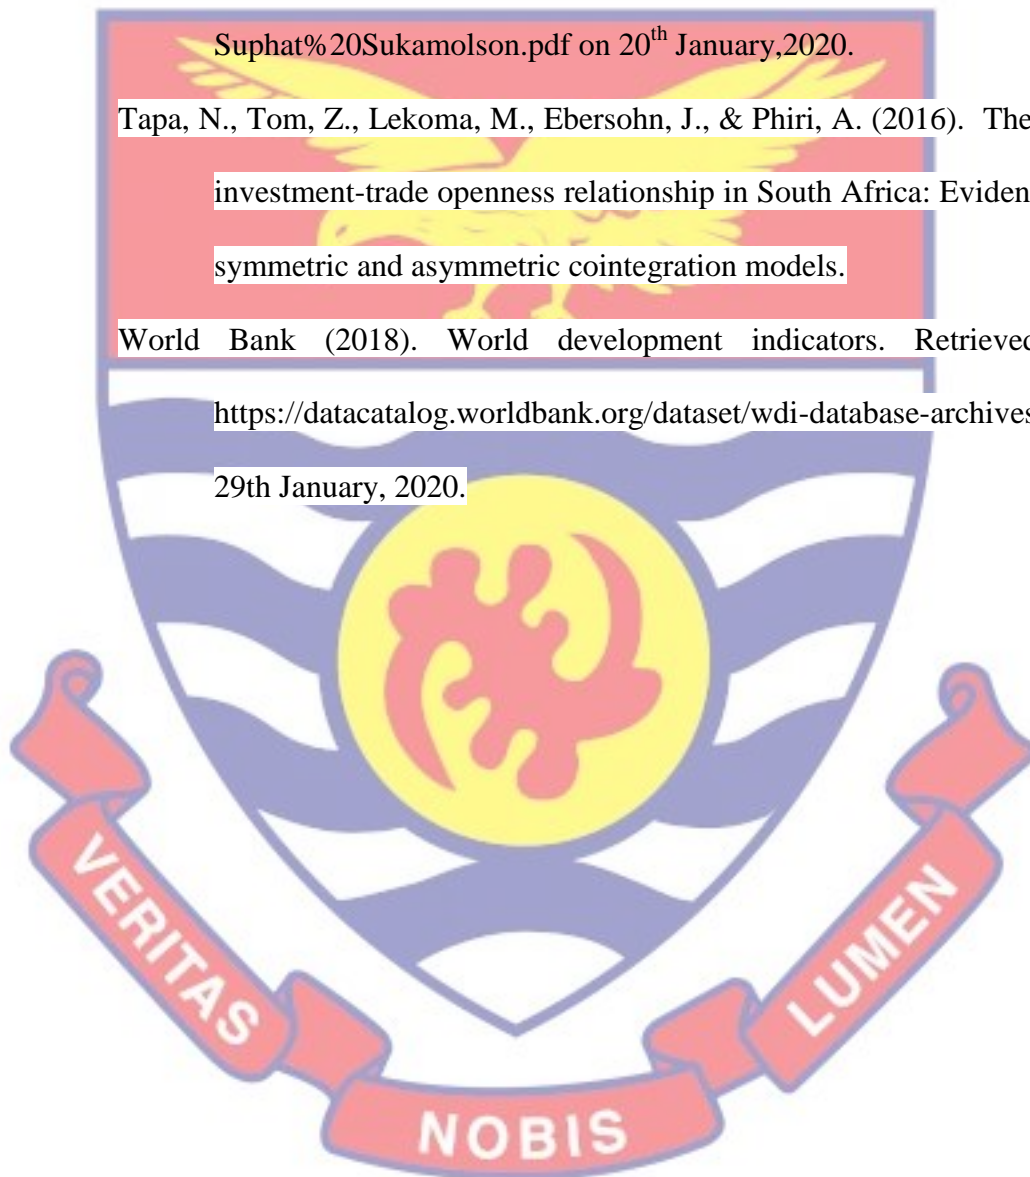 Suphat%20Sukamolson.pdf on 20th January,2020.
Tapa, N., Tom, Z., Lekoma, M., Ebersohn, J., & Phiri, A. (2016). The
investment-trade openness relationship in South Africa: Eviden
symmetric and asymmetric cointegration models.
World Bank (2018). World development indicators. Retrieved
https://datacatalog.worldbank.org/dataset/wdi-database-archives
29th January, 2020.
VERITAS
NOBIS
LUMEN